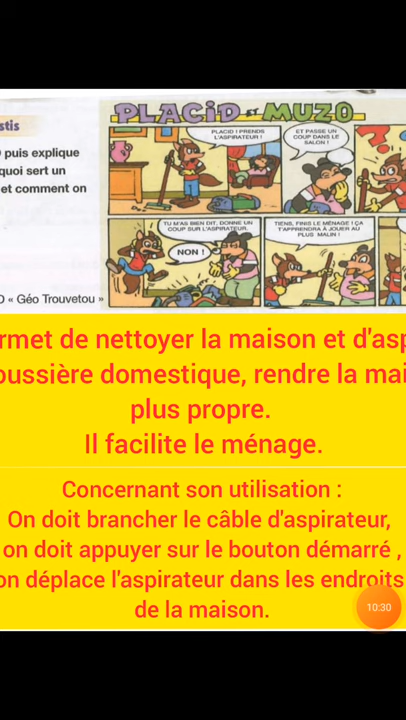 stis
puis explique
quoi sert un
et comment on
« Géo Trouvetou »
PLACID ET MUZO
PLACID ! PRENDS
L'ASPIRATEUR !
ET PASSE UN
COUP DANS LE
SALON !
TU M'AS BIEN DIT, DONNE UN
COUP SUR L'ASPIRATEUR.
NON !
TIENS, FINIS LE MÉNAGE ! ÇA
T'APPRENDRA À JOUER AU
PLUS MALIN !
rmet de nettoyer la maison et d'asp
oussière domestique, rendre la mai
plus propre.
Il facilite le ménage.
Concernant son utilisation :
On doit brancher le câble d'aspirateur,
on doit appuyer sur le bouton démarré ,
on déplace l'aspirateur dans les endroits
de la maison.
10:30